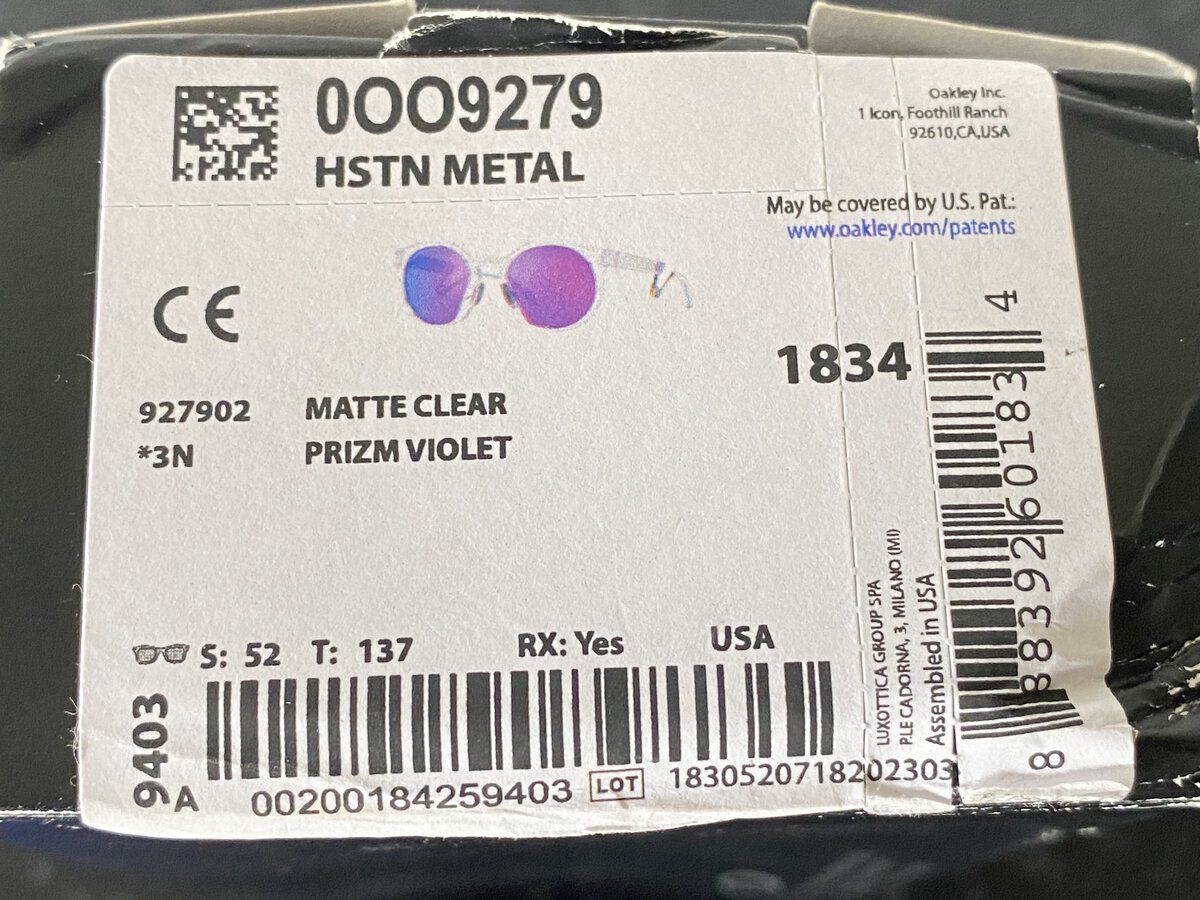 0OO9279
HSTN METAL
Oakley Inc.
1 Icon, Foothill Ranch
92610,CA,USA
May be covered by U.S. Pat.:
www.oakley.com/patents
CE
1834
927902 MATTE CLEAR
*3N PRIZM VIOLET
S: 52 T: 137 RX: Yes USA
9403
A 00200184259403 LOT 1830520718202303
LUXOTTICA GROUP SPA
P.LE CADORNA, 3, MILANO (MI)
Assembled in USA
8 88392 60183 4